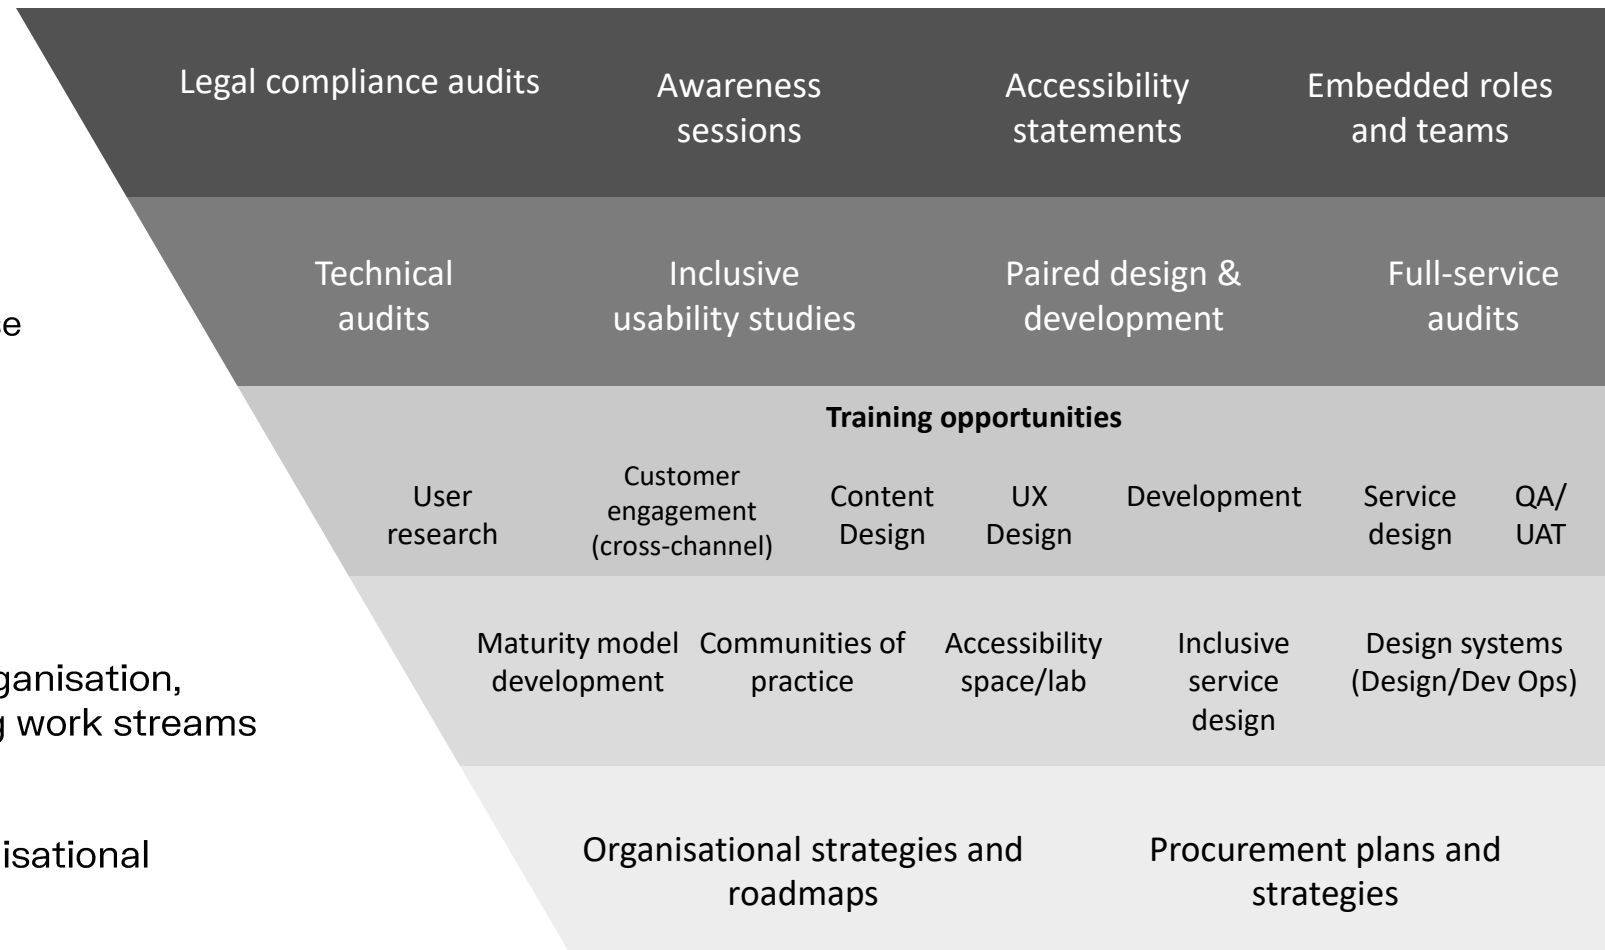 Legal compliance audits
Awareness
sessions
Accessibility
statements
Embedded roles
and teams
Technical
audits
Inclusive
usability studies
Paired design &
development
Full-service
audits
Training opportunities
User
research
Customer
engagement
(cross-channel)
Content
Design
UX
Design
Development
Service
design
QA/
UAT
ganisation,
work streams
Maturity model
development
Communities of
practice
Accessibility
space/lab
Inclusive
service
design
Design systems
(Design/Dev Ops)
isational
Organisational strategies and
roadmaps
Procurement plans and
strategies